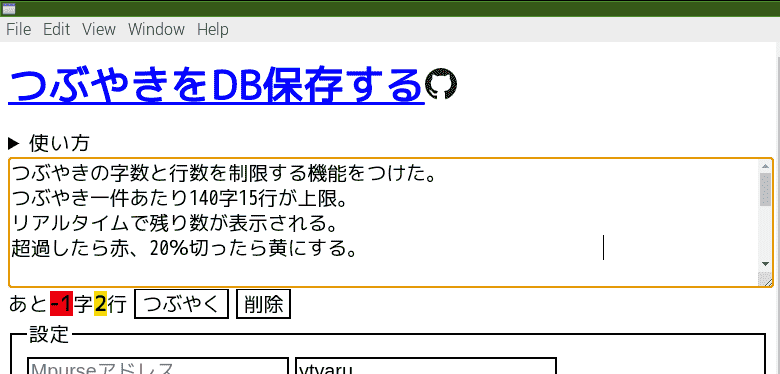 File Edit View Window Help
つぶやきをDB保存する
▶ 使い方
つぶやきの字数と行数を制限する機能をつけた。
つぶやき一件あたり140字15行が上限。
リアルタイムで残り数が表示される。
超過したら赤、20%切ったら黄にする。
あと-1字2行 つぶやく 削除
設定
Mpurseアドレス ytyaru